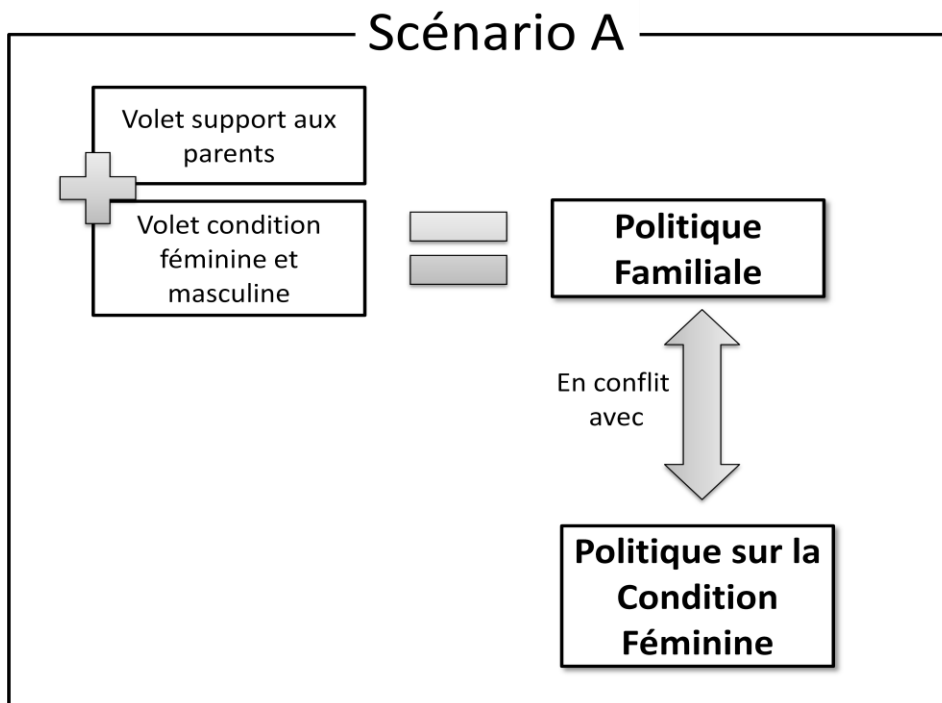 Scénario A
Volet support aux
parents
Volet condition
féminine et
masculine
Politique
Familiale
En conflit
avec
Politique sur la
Condition
Féminine